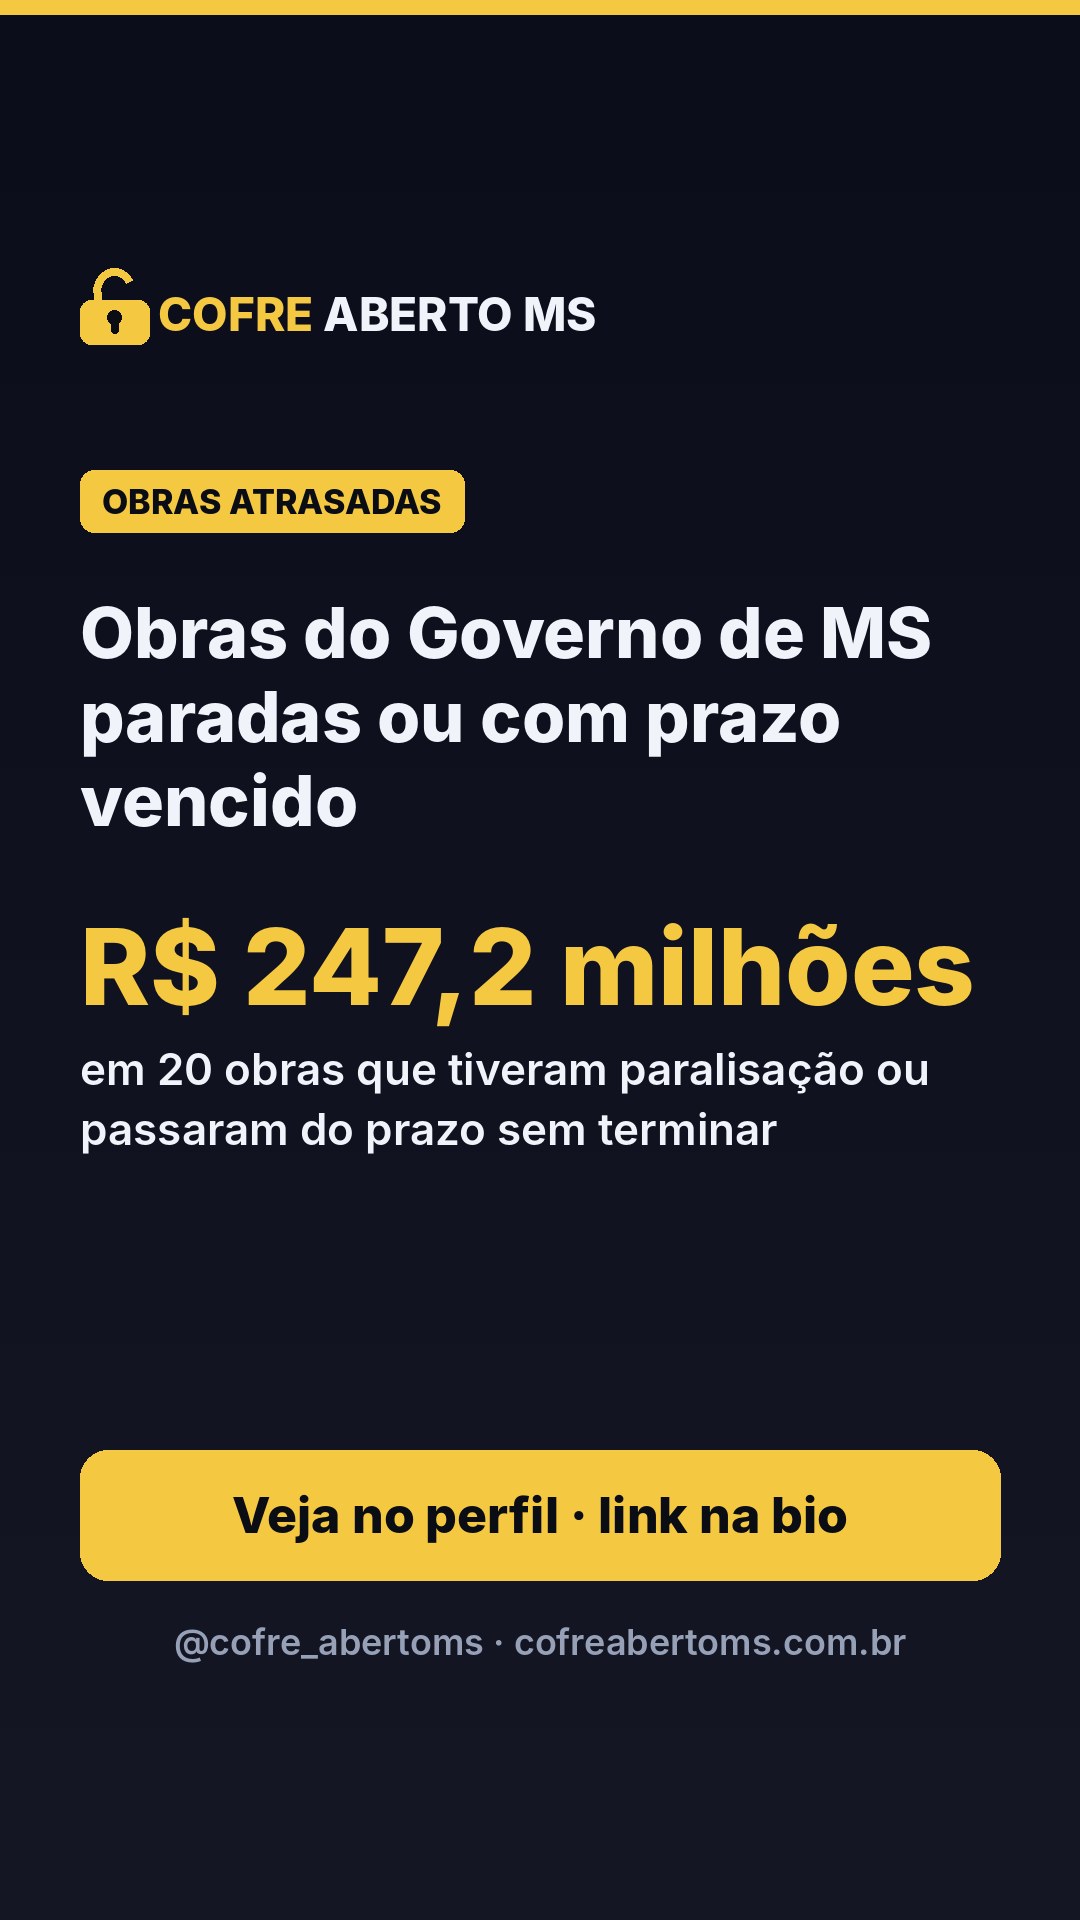 COFRE ABERTO MS
OBRAS ATRASADAS
Obras do Governo de MS
paradas ou com prazo
vencido
R$ 247,2 milhões
em 20 obras que tiveram paralisação ou
passaram do prazo sem terminar
Veja no perfil · link na bio
@cofre_abertoms · cofreabertoms.com.br